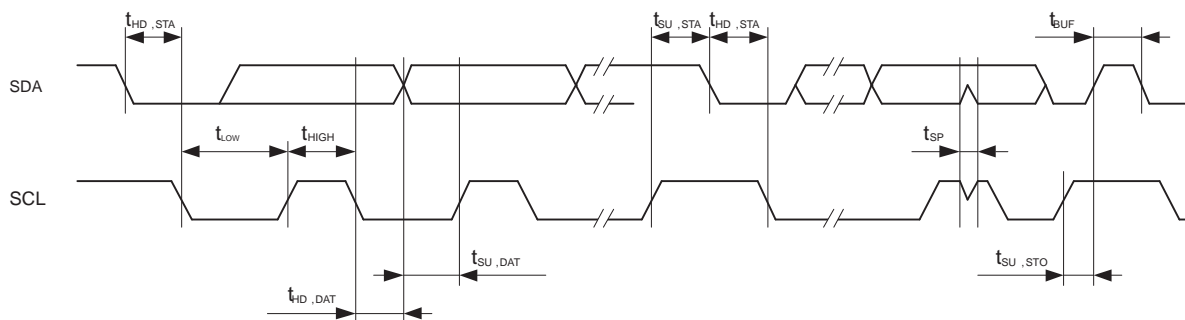 tHD,STA
tSU,STA tHD,STA
tBUF
SDA
tLOW
tHIGH
tSP
SCL
tSU,DAT
tSU,STO
tHD,DAT